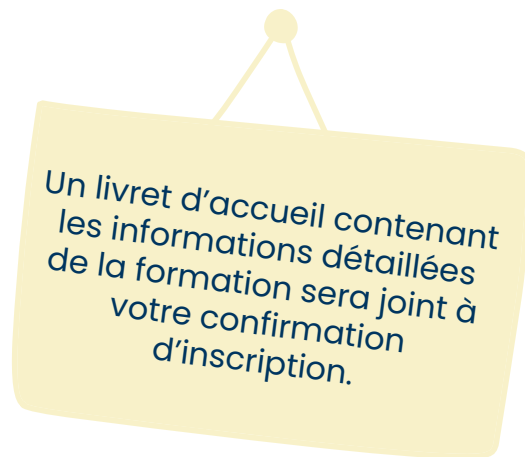 Un livret d’accueil contenant
les informations détaillées
de la formation sera joint à
votre confirmation
d’inscription.